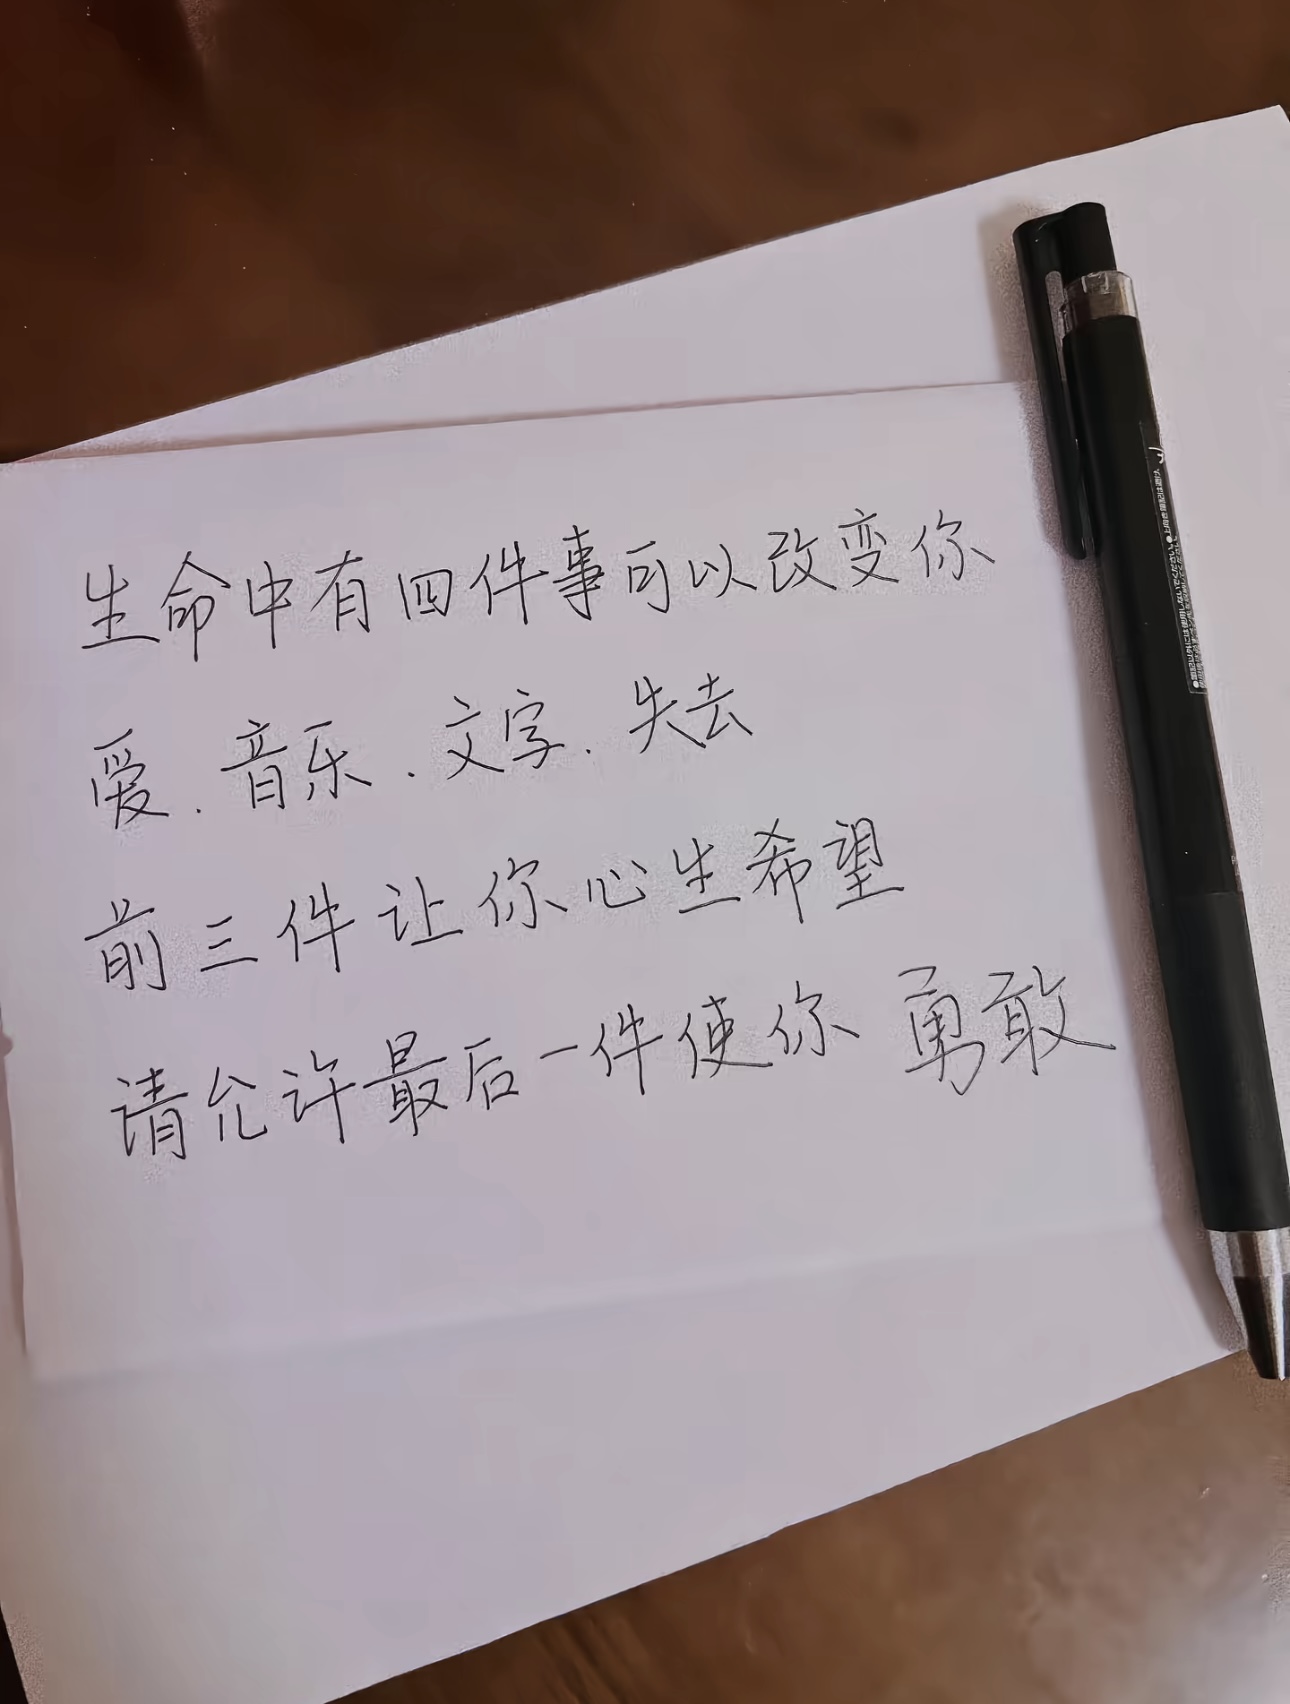 生命中有四件事可以改变你
爱.音乐.文字.失去
前三件让你心生希望
请允许最后一件使你勇敢